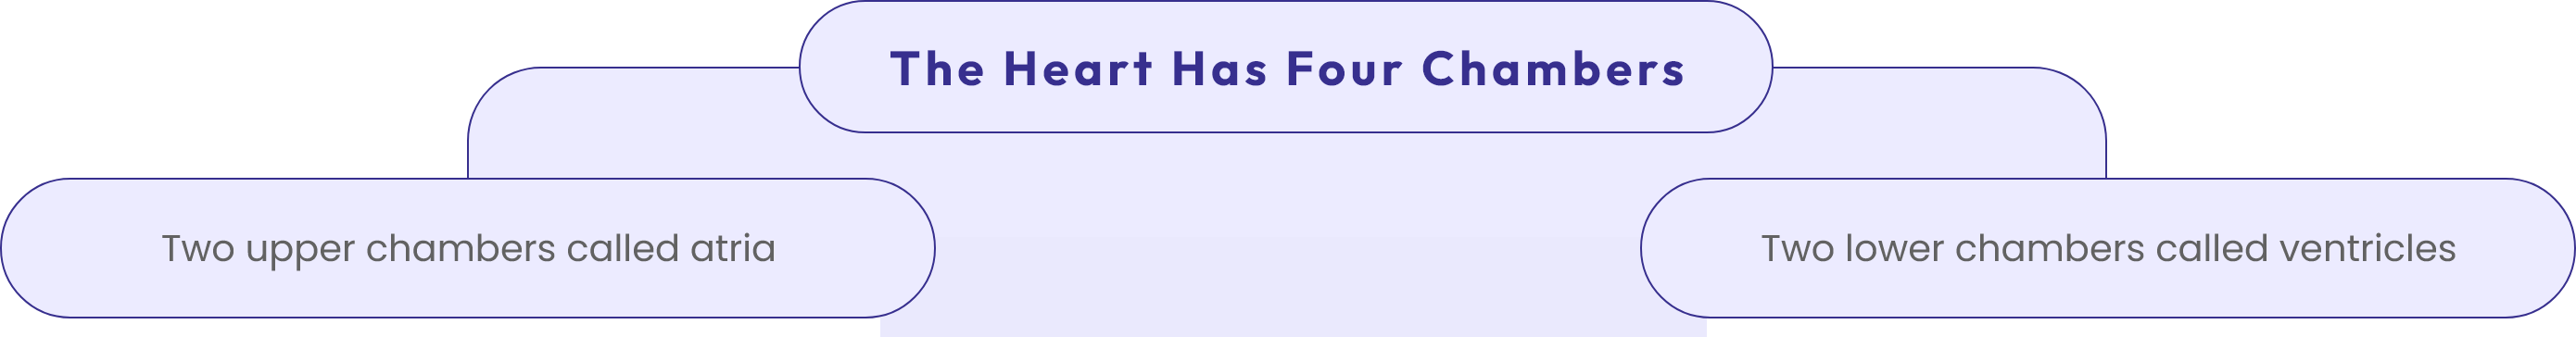 The Heart Has Four Chambers
Two upper chambers called atria
Two lower chambers called ventricles